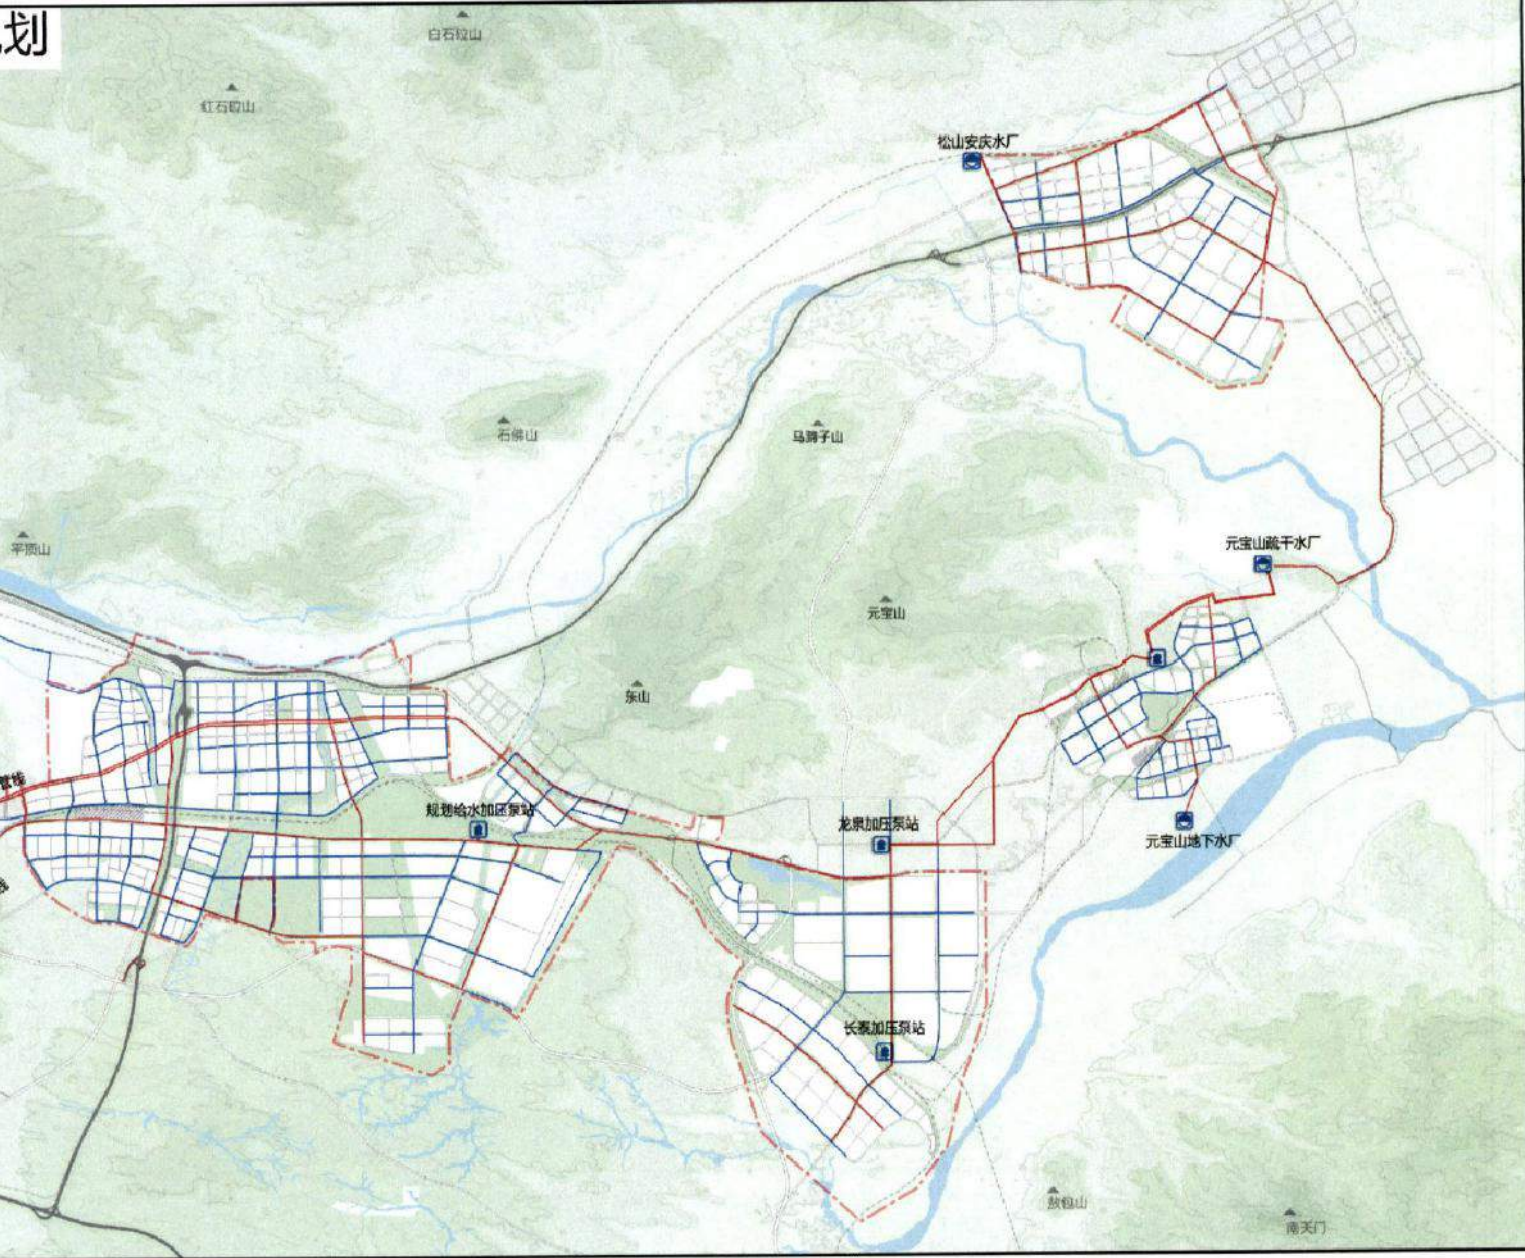 划
白石砬山
红石砬山
松山安庆水厂
石佛山
马蹄子山
平顶山
元宝山疏干水厂
元宝山
东山
管线
规划给水加压泵站
龙泉加压泵站
元宝山地下水厂
线
长泰加压泵站
敖包山
南天门